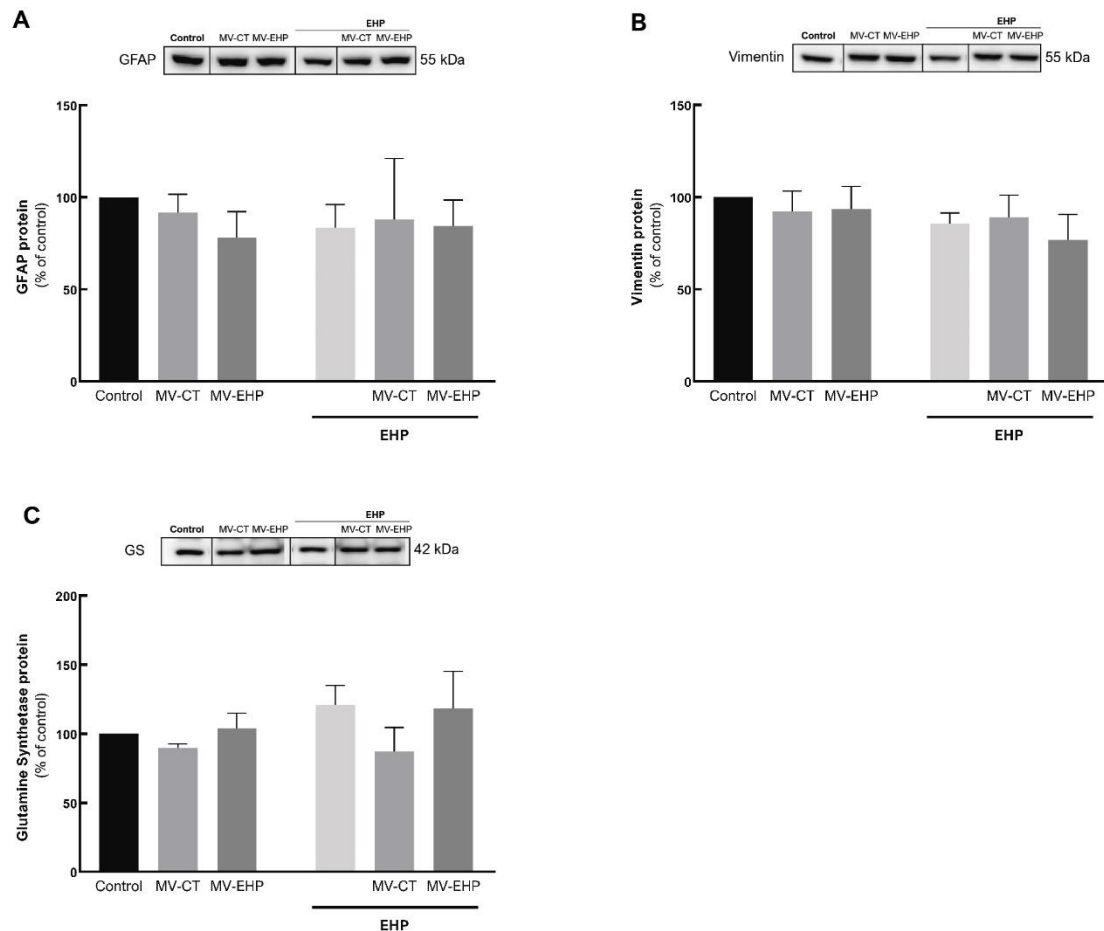 A
EHP
Control MV-CT MV-EHP MV-CT MV-EHP
GFAP 55 kDa
GFAP protein
(% of control)
150
100
50
0
Control MV-CT MV-EHP MV-CT MV-EHP
EHP
B
EHP
Control MV-CT MV-EHP MV-CT MV-EHP
Vimentin 55 kDa
Vimentin protein
(% of control)
150
100
50
0
Control MV-CT MV-EHP MV-CT MV-EHP
EHP
C
EHP
Control MV-CT MV-EHP MV-CT MV-EHP
GS 42 kDa
Glutamine Synthetase protein
(% of control)
200
150
100
50
0
Control MV-CT MV-EHP MV-CT MV-EHP
EHP